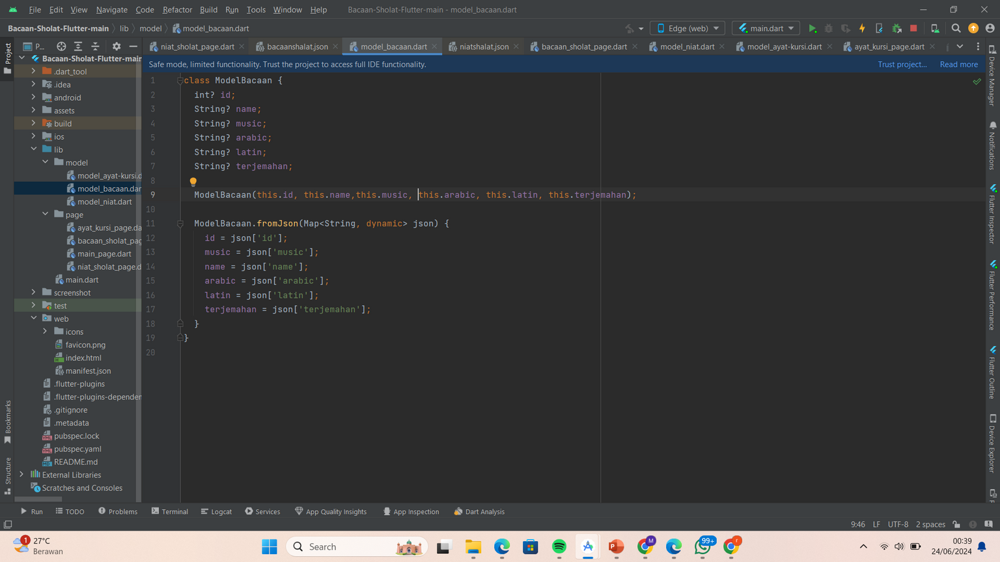 File Edit View Navigate Code Refactor Build Run Tools Window Help Bacaan-Sholat-Flutter-main - model_bacaan.dart
Bacaan-Sholat-Flutter-main lib model model_bacaan.dart Edge (web) main.dart
Project P... niat_sholat_page.dart bacaanshalat.json model_bacaan.dart niatshalat.json bacaan_sholat_page.dart model_niat.dart model_ayat-kursi.dart ayat_kursi_page.dart
Safe mode, limited functionality. Trust the project to access full IDE functionality. Trust project... Read more
Bacaan-Sholat-Flutter-main
.dart_tool
.idea
android
assets
build
ios
lib
model
model_ayat-kursi.d
model_bacaan.dar
model_niat.dart
page
ayat_kursi_page.da
bacaan_sholat_pag
main_page.dart
niat_sholat_page.d
main.dart
screenshot
test
web
icons
favicon.png
index.html
manifest.json
.flutter-plugins
.flutter-plugins-depender
.gitignore
.metadata
pubspec.lock
pubspec.yaml
README.md
External Libraries
Scratches and Consoles
Bookmarks
Structure
1 class ModelBacaan {
2 int? id;
3 String? name;
4 String? music;
5 String? arabic;
6 String? latin;
7 String? terjemahan;
8
9 ModelBacaan(this.id, this.name,this.music, this.arabic, this.latin, this.terjemahan);
10
11 ModelBacaan.fromJson(Map<String, dynamic> json) {
12 id = json['id'];
13 music = json['music'];
14 name = json['name'];
15 arabic = json['arabic'];
16 latin = json['latin'];
17 terjemahan = json['terjemahan'];
18 }
19 }
20
Device Manager
Notifications
Flutter Inspector
Flutter Performance
Flutter Outline
Device Explorer
Run TODO Problems Terminal Logcat Services App Quality Insights App Inspection Dart Analysis
9:46 LF UTF-8 2 spaces
1 27°C
Berawan
Search
M
99+
r
00:39
24/06/2024